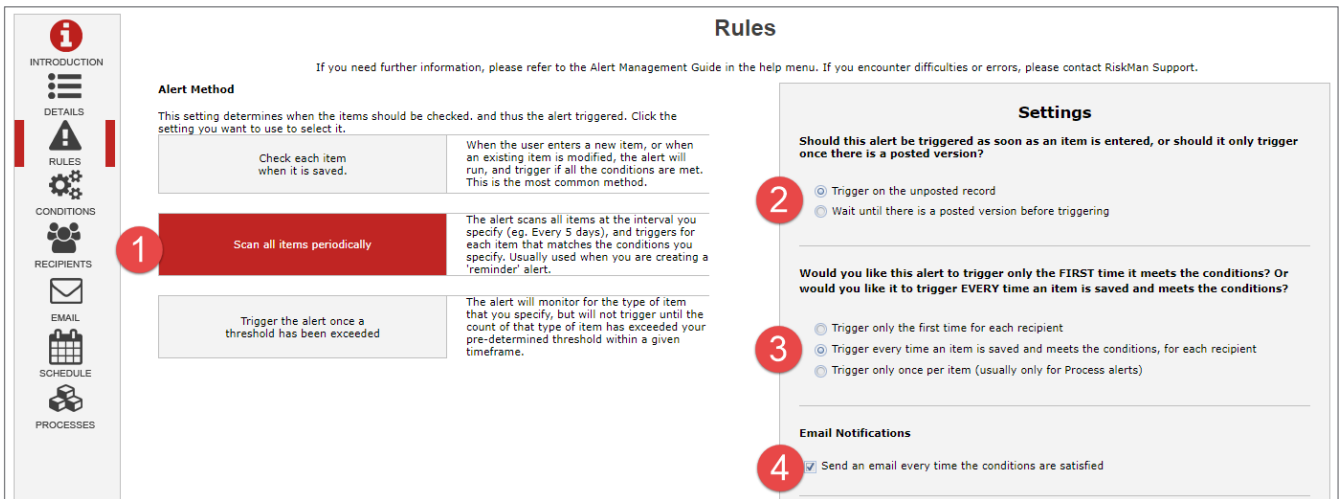 Rules
If you need further information, please refer to the Alert Management Guide in the help menu. If you encounter difficulties or errors, please contact RiskMan Support.
INTRODUCTION
DETAILS
RULES
CONDITIONS
RECIPIENTS
EMAIL
SCHEDULE
PROCESSES
Alert Method
This setting determines when the items should be checked. and thus the alert triggered. Click the
setting you want to use to select it.
Check each item
when it is saved.
When the user enters a new item, or when
an existing item is modified, the alert will
run, and trigger if all the conditions are met.
This is the most common method.
1
Scan all items periodically
The alert scans all items at the interval you
specify (eg. Every 5 days), and triggers for
each item that matches the conditions you
specify. Usually used when you are creating a
'reminder' alert.
Trigger the alert once a
threshold has been exceeded
The alert will monitor for the type of item
that you specify, but will not trigger until the
count of that type of item has exceeded your
pre-determined threshold within a given
timeframe.
Settings
Should this alert be triggered as soon as an item is entered, or should it only trigger
once there is a posted version?
2
Trigger on the unposted record
Wait until there is a posted version before triggering
Would you like this alert to trigger only the FIRST time it meets the conditions? Or
would you like it to trigger EVERY time an item is saved and meets the conditions?
3
Trigger only the first time for each recipient
Trigger every time an item is saved and meets the conditions, for each recipient
Trigger only once per item (usually only for Process alerts)
Email Notifications
4
Send an email every time the conditions are satisfied